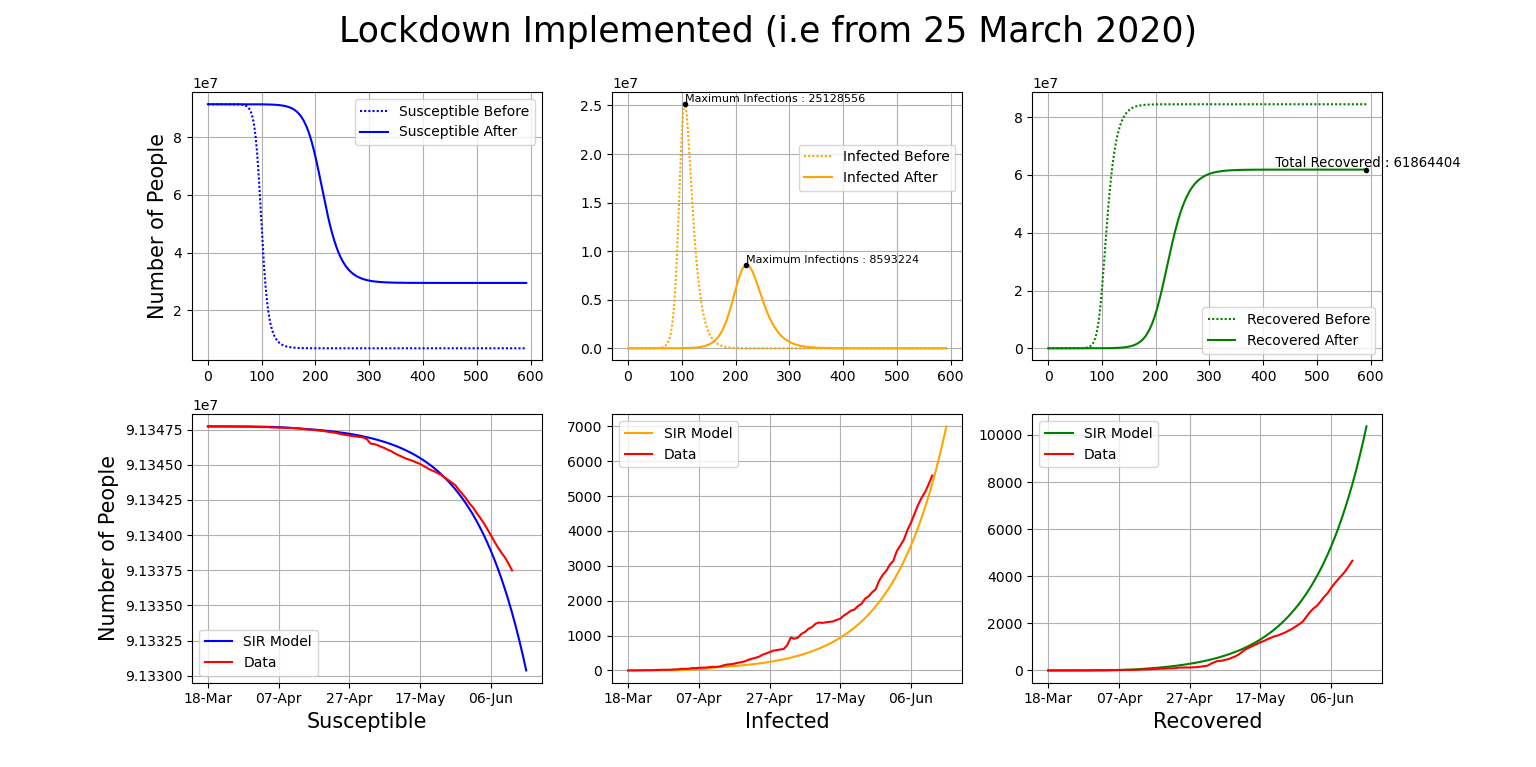 Lockdown Implemented (i.e from 25 March 2020)
1e7
Number of People
8
6
4
2
0 100 200 300 400 500 600
Susceptible Before
Susceptible After
1e7
2.5
2.0
1.5
1.0
0.5
0.0
0 100 200 300 400 500 600
Maximum Infections : 25128556
Infected Before
Infected After
Maximum Infections : 8593224
1e7
8
6
4
2
0
0 100 200 300 400 500 600
Total Recovered : 61864404
Recovered Before
Recovered After
1e7
Number of People
9.13475
9.13450
9.13425
9.13400
9.13375
9.13350
9.13325
9.13300
SIR Model
Data
18-Mar 07-Apr 27-Apr 17-May 06-Jun
Susceptible
7000
6000
5000
4000
3000
2000
1000
0
SIR Model
Data
18-Mar 07-Apr 27-Apr 17-May 06-Jun
Infected
10000
8000
6000
4000
2000
0
SIR Model
Data
18-Mar 07-Apr 27-Apr 17-May 06-Jun
Recovered